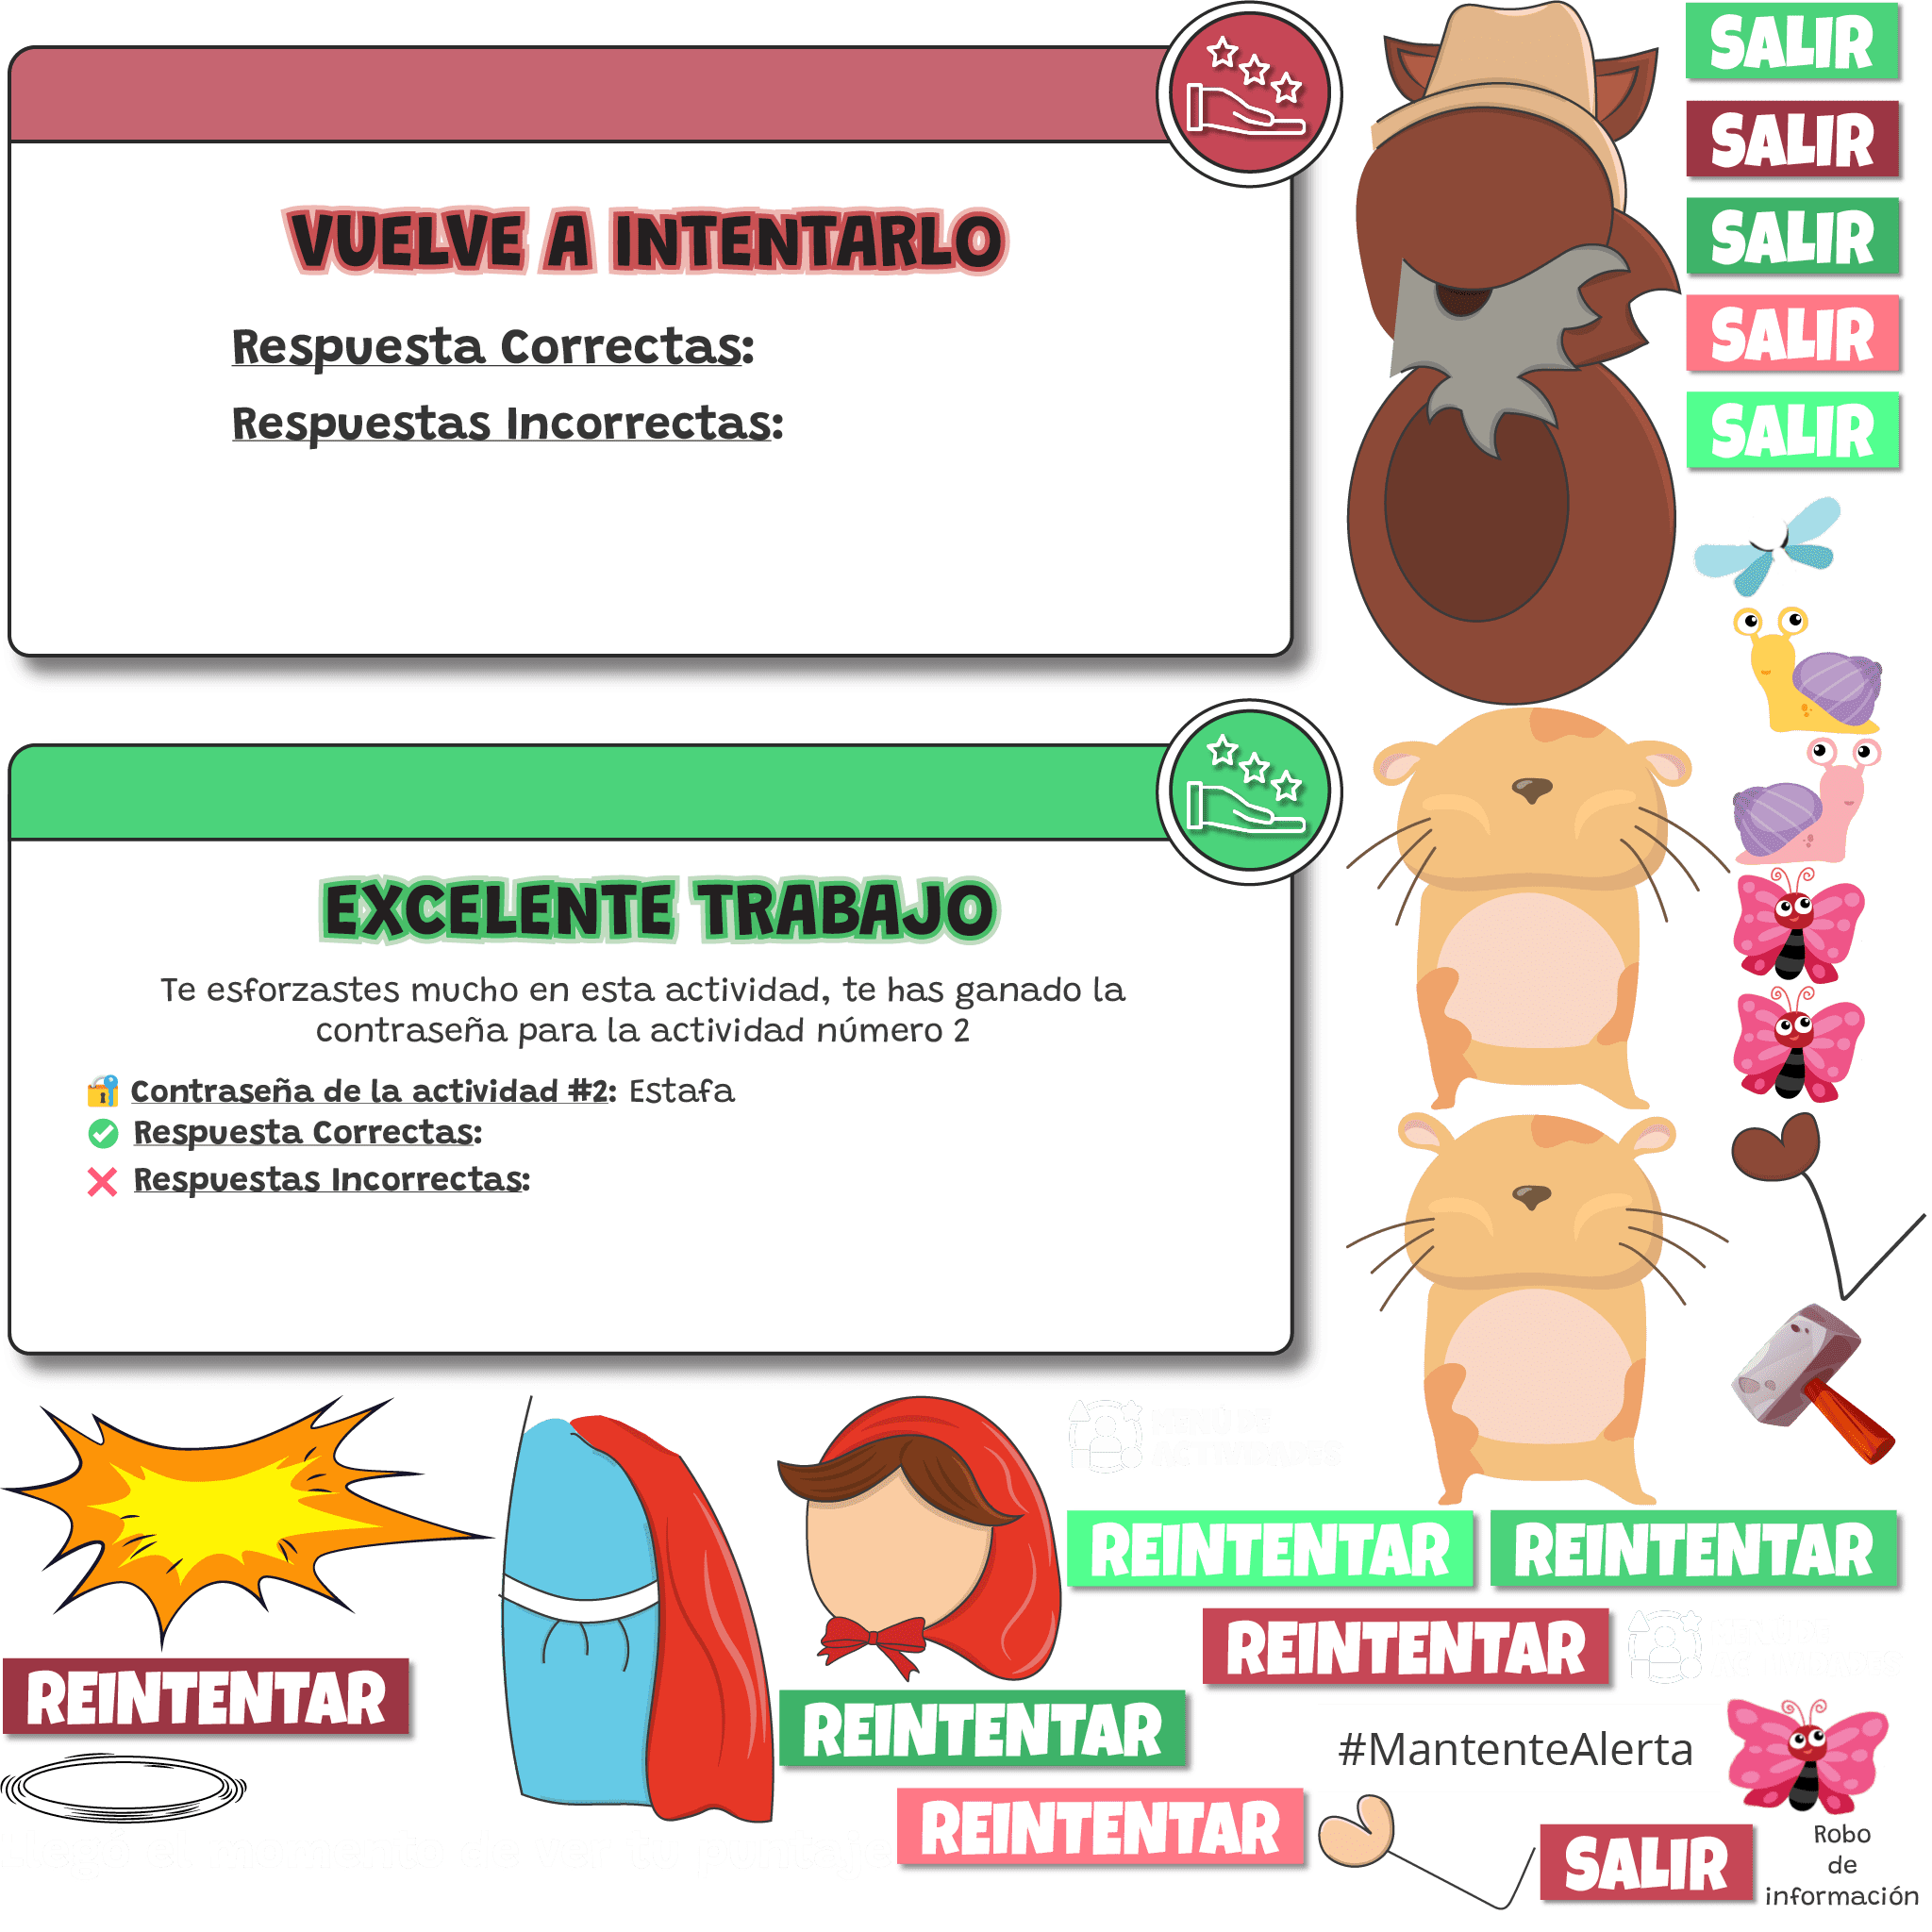 SALIR
SALIR
SALIR
SALIR
SALIR
VUELVE A INTENTARLO
Respuesta Correctas:
Respuestas Incorrectas:
EXCELENTE TRABAJO
Te esforzastes mucho en esta actividad, te has ganado la
contraseña para la actividad número 2
Contraseña de la actividad #2: Estafa
Respuesta Correctas:
Respuestas Incorrectas:
REINTENTAR
REINTENTAR
REINTENTAR
REINTENTAR
REINTENTAR
REINTENTAR
#MantenteAlerta
SALIR
Robo
de
información